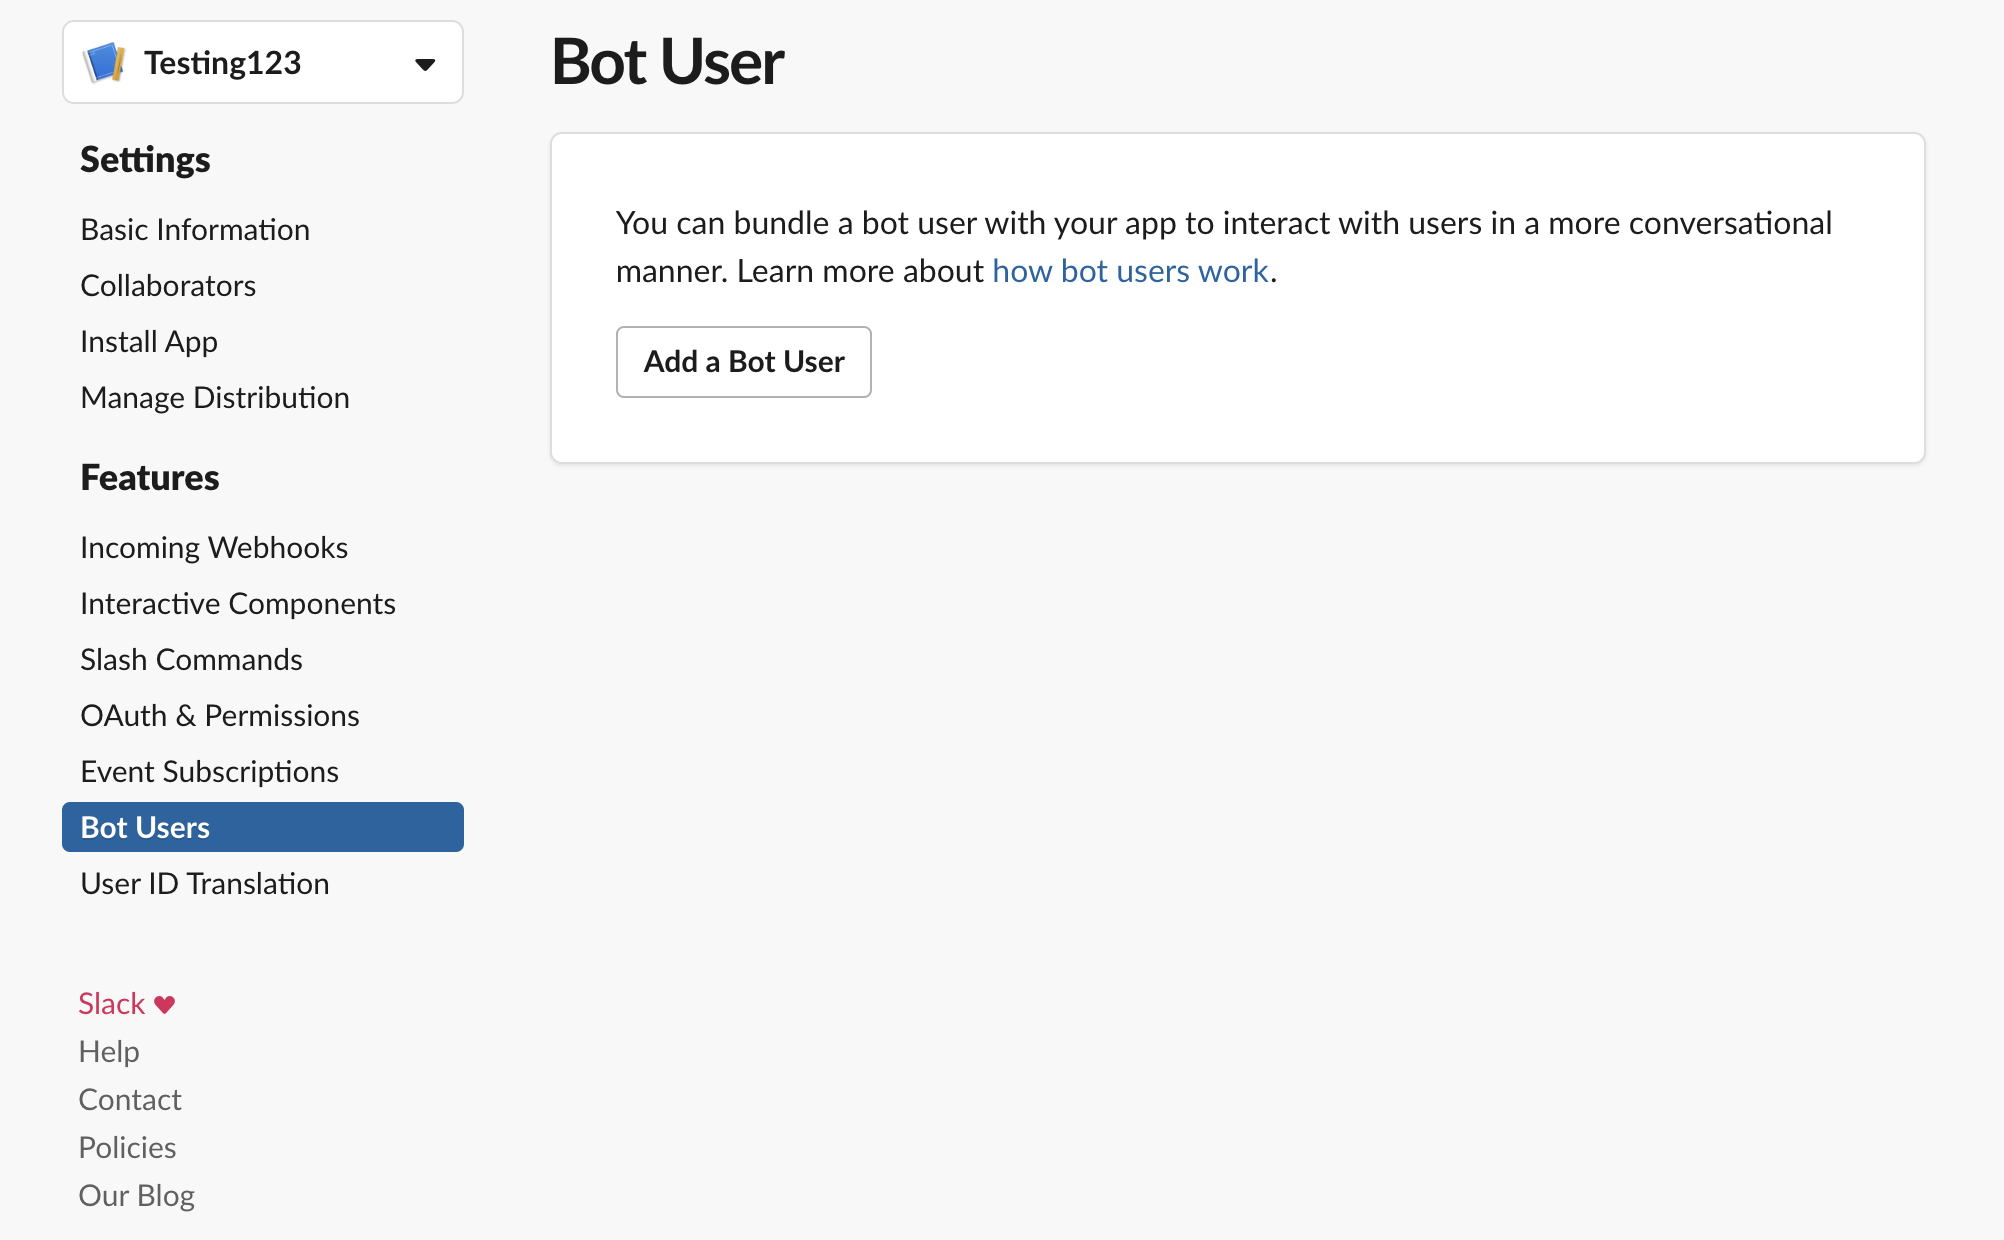 Testing123
Settings
Basic Information
Collaborators
Install App
Manage Distribution
Features
Incoming Webhooks
Interactive Components
Slash Commands
OAuth & Permissions
Event Subscriptions
Bot Users
User ID Translation
Slack ♥
Help
Contact
Policies
Our Blog
Bot User
You can bundle a bot user with your app to interact with users in a more conversational
manner. Learn more about how bot users work.
Add a Bot User